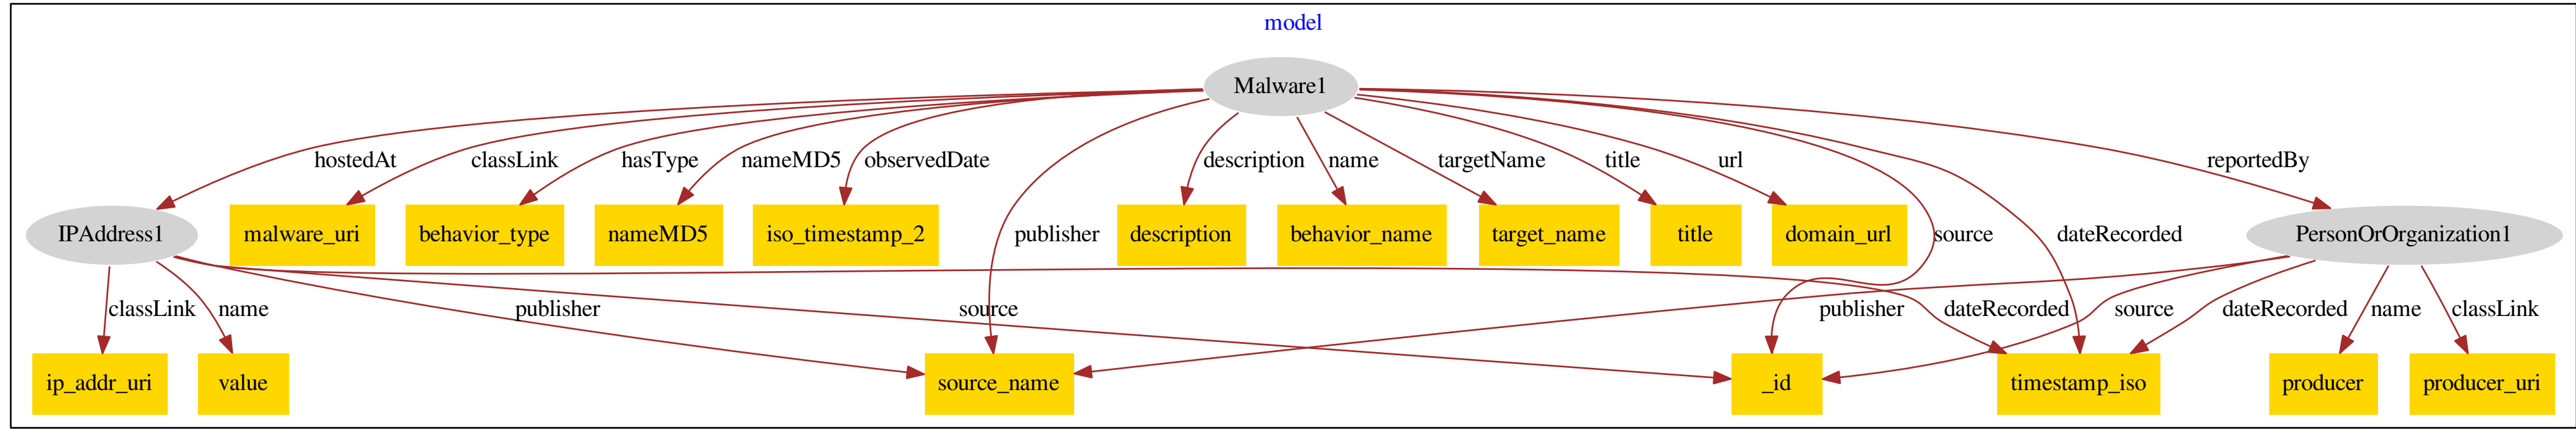 model
Malware1
hostedAt
classLink
hasType
nameMD5
observedDate
description
name
targetName
title
url
reportedBy
IPAddress1
malware_uri
behavior_type
nameMD5
iso_timestamp_2
publisher
description
behavior_name
target_name
title
domain_url
source
dateRecorded
PersonOrOrganization1
classLink
name
publisher
source
dateRecorded
publisher
source
dateRecorded
name
classLink
ip_addr_uri
value
source_name
_id
timestamp_iso
producer
producer_uri